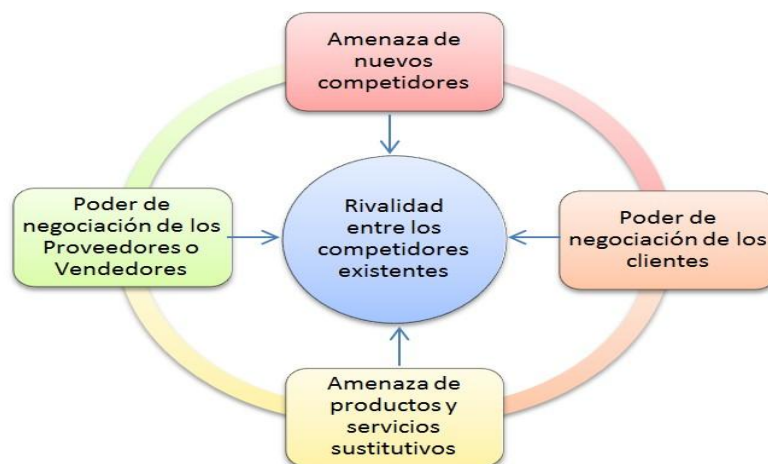 Amenaza de
nuevos
competidores
Poder de
negociación de los
Proveedores o
Vendedores
Rivalidad
entre los
competidores
existentes
Poder de
negociación de los
clientes
Amenaza de
productos y
servicios
sustitutivos